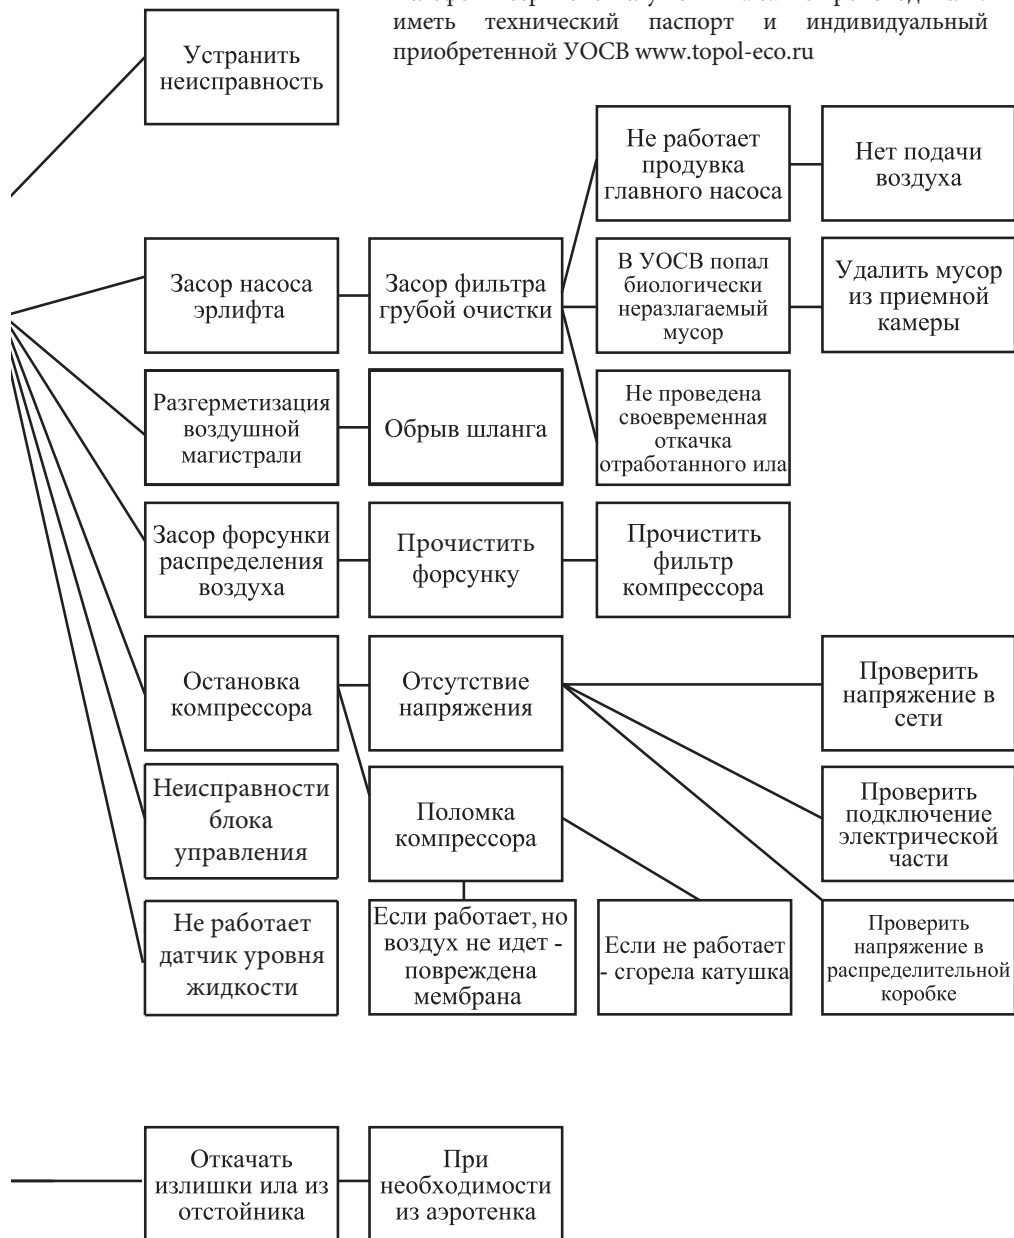 иметь технический паспорт и индивидуальный
приобретенной УОСВ www.topol-eco.ru
Устранить
неисправность
Не работает
продувка
главного насоса
Нет подачи
воздуха
Засор насоса
эрлифта
Засор фильтра
грубой очистки
В УОСВ попал
биологически
неразлагаемый
мусор
Удалить мусор
из приемной
камеры
Разгерметизация
воздушной
магистрали
Обрыв шланга
Не проведена
своевременная
откачка
отработанного ила
Засор форсунки
распределения
воздуха
Прочистить
форсунку
Прочистить
фильтр
компрессора
Остановка
компрессора
Отсутствие
напряжения
Проверить
напряжение в
сети
Неисправности
блока
управления
Поломка
компрессора
Проверить
подключение
электрической
части
Не работает
датчик уровня
жидкости
Если работает, но
воздух не идет -
повреждена
мембрана
Если не работает
- сгорела катушка
Проверить
напряжение в
распределительной
коробке
Откачать
излишки ила из
отстойника
При
необходимости
из аэротенка